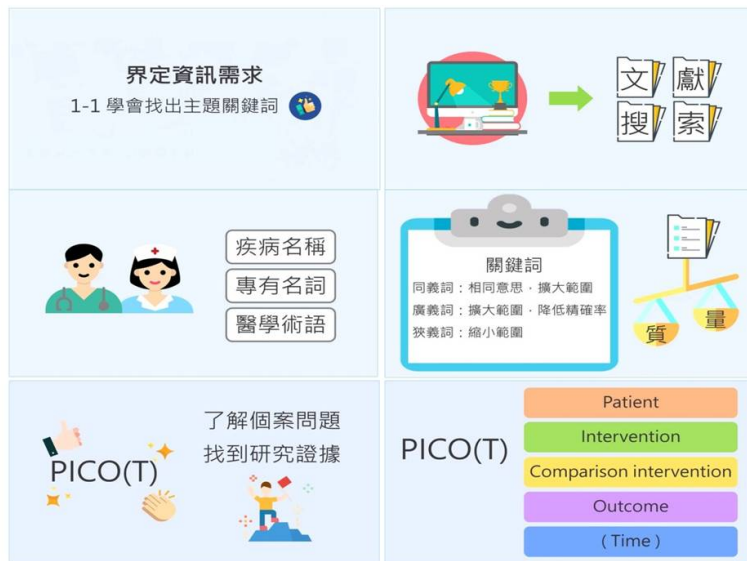 界定資訊需求
1-1 學會找出主題關鍵詞
文獻
搜索
疾病名稱
專有名詞
醫學術語
關鍵詞
同義詞：相同意思，擴大範圍
廣義詞：擴大範圍，降低精確率
狹義詞：縮小範圍
質
量
PICO(T)
了解個案問題
找到研究證據
PICO(T)
Patient
Intervention
Comparison intervention
Outcome
( Time )